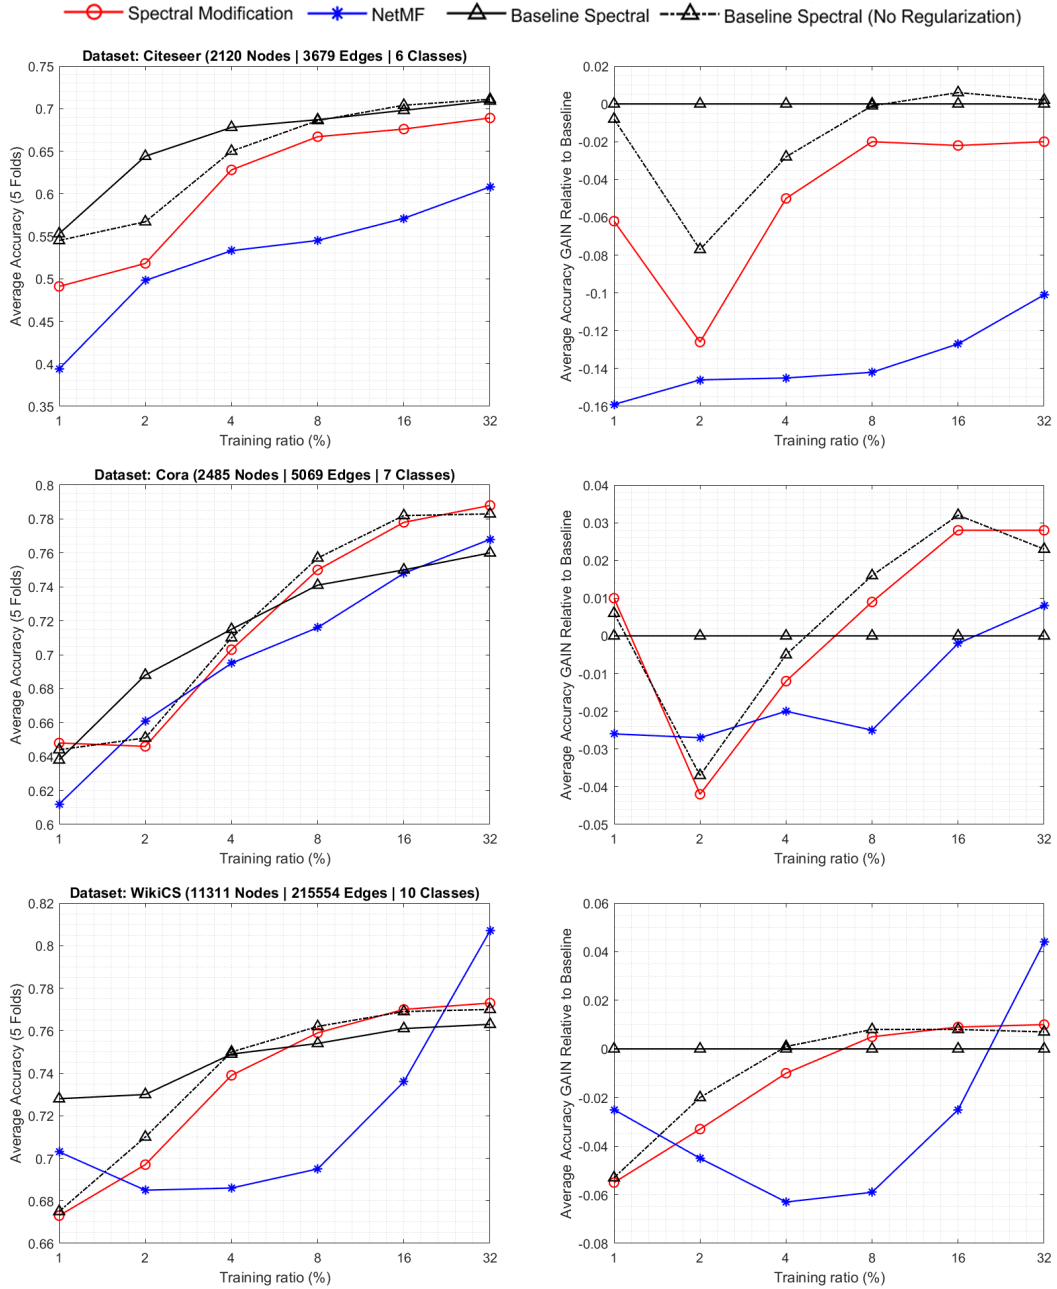 Spectral Modification
NetMF
Baseline Spectral
Baseline Spectral (No Regularization)
Dataset: Citeseer (2120 Nodes | 3679 Edges | 6 Classes)
Average Accuracy (5 Folds)
0.75
0.7
0.65
0.6
0.55
0.5
0.45
0.4
0.35
1 2 4 8 16 32
Training ratio (%)
Average Accuracy GAIN Relative to Baseline
0.02
0
-0.02
-0.04
-0.06
-0.08
-0.1
-0.12
-0.14
-0.16
1 2 4 8 16 32
Training ratio (%)
Dataset: Cora (2485 Nodes | 5069 Edges | 7 Classes)
Average Accuracy (5 Folds)
0.8
0.78
0.76
0.74
0.72
0.7
0.68
0.66
0.64
0.62
0.6
1 2 4 8 16 32
Training ratio (%)
Average Accuracy GAIN Relative to Baseline
0.04
0.03
0.02
0.01
0
-0.01
-0.02
-0.03
-0.04
-0.05
1 2 4 8 16 32
Training ratio (%)
Dataset: WikiCS (11311 Nodes | 215554 Edges | 10 Classes)
Average Accuracy (5 Folds)
0.82
0.8
0.78
0.76
0.74
0.72
0.7
0.68
0.66
1 2 4 8 16 32
Training ratio (%)
Average Accuracy GAIN Relative to Baseline
0.06
0.04
0.02
0
-0.02
-0.04
-0.06
-0.08
1 2 4 8 16 32
Training ratio (%)